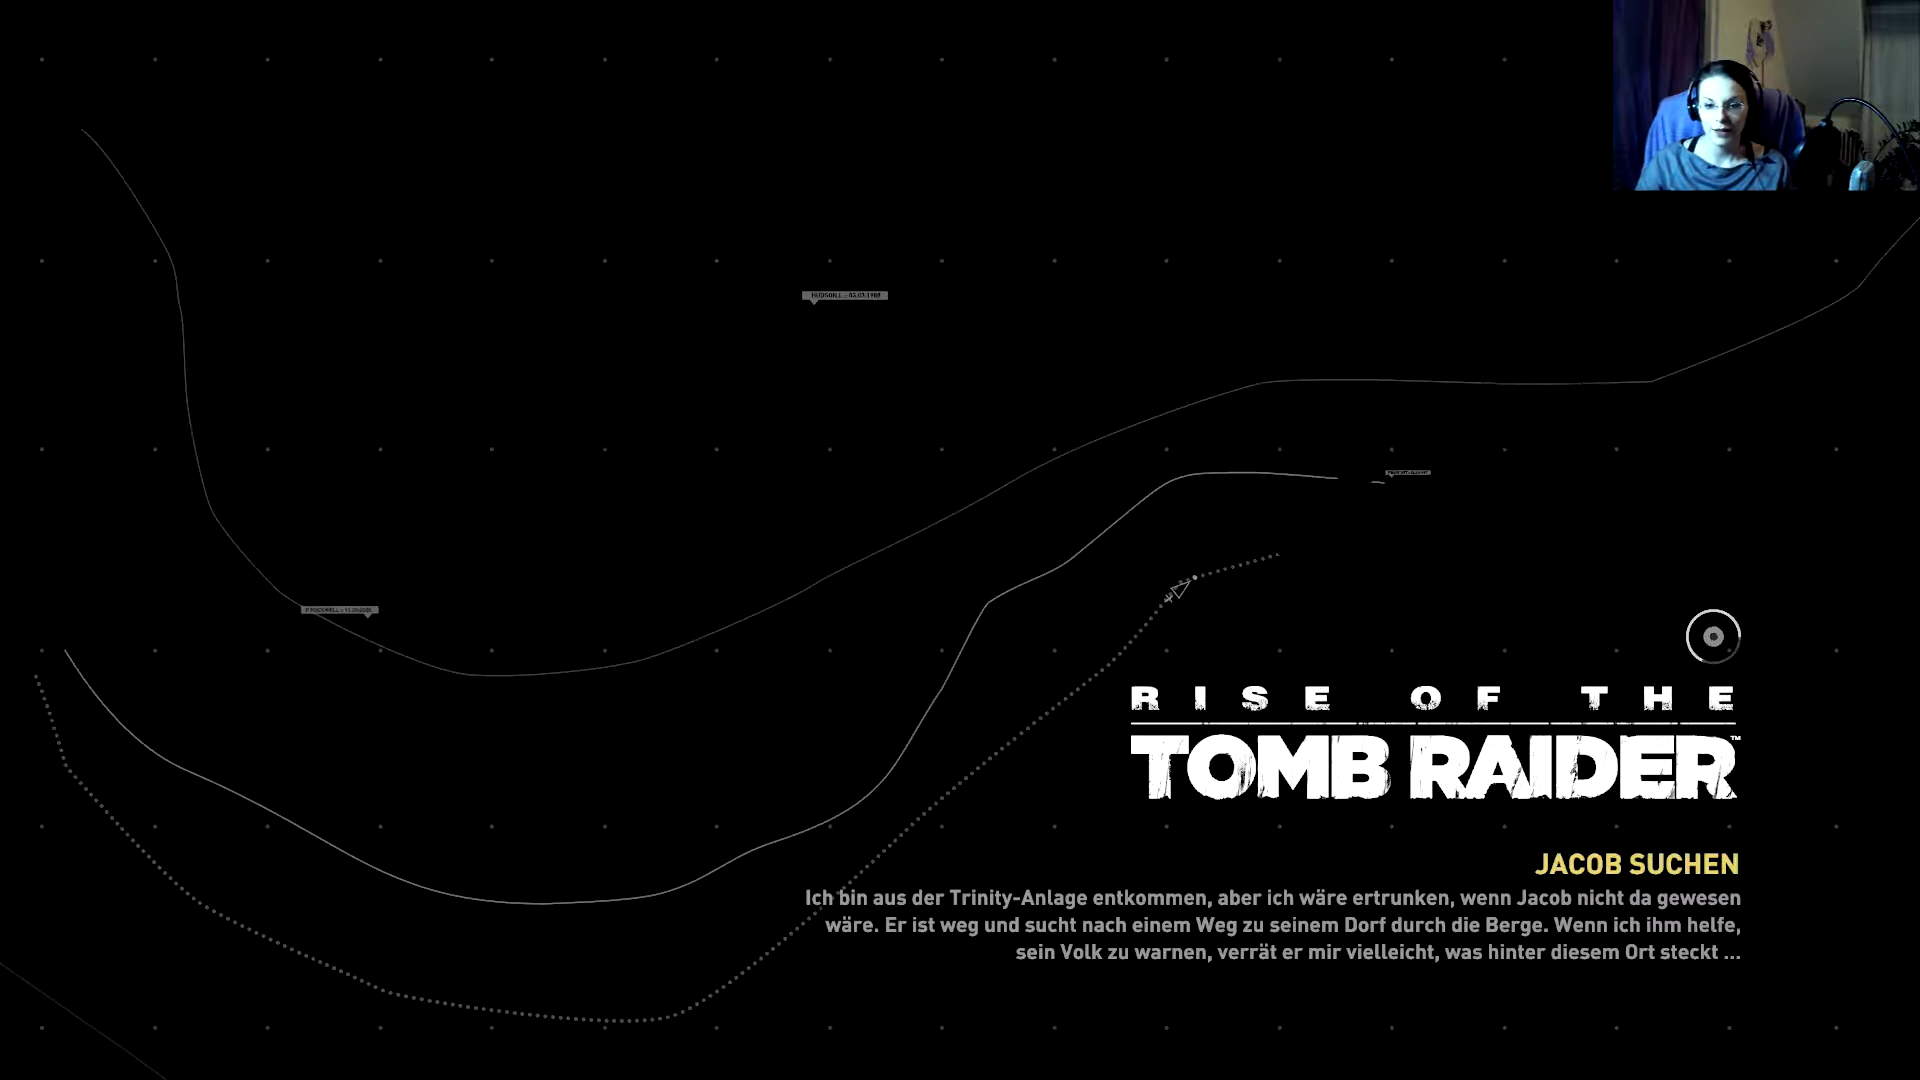 RISE OF THE
TOMB RAIDER™
JACOB SUCHEN
Ich bin aus der Trinity-Anlage entkommen, aber ich wäre ertrunken, wenn Jacob nicht da gewesen
wäre. Er ist weg und sucht nach einem Weg zu seinem Dorf durch die Berge. Wenn ich ihm helfe,
sein Volk zu warnen, verrät er mir vielleicht, was hinter diesem Ort steckt ...